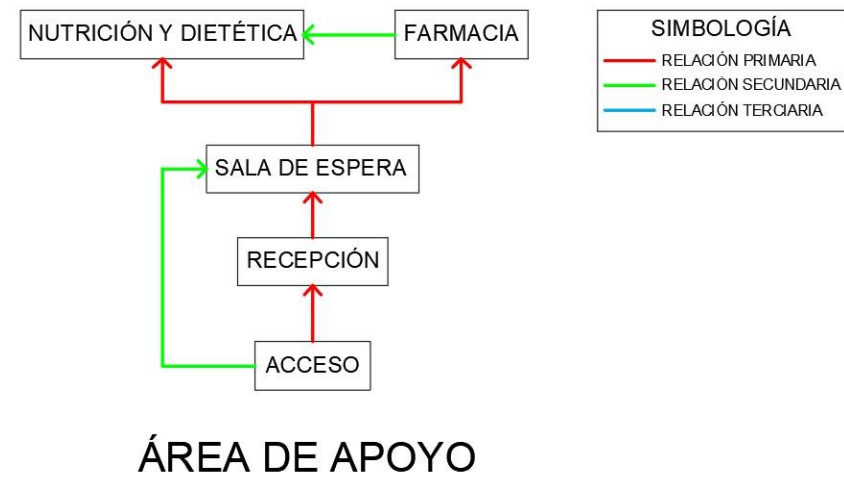 NUTRICIÓN Y DIETÉTICA
FARMACIA
SALA DE ESPERA
RECEPCIÓN
ACCESO
ÁREA DE APOYO
SIMBOLOGÍA
RELACIÓN PRIMARIA
RELACIÓN SECUNDARIA
RELACIÓN TERCIARIA